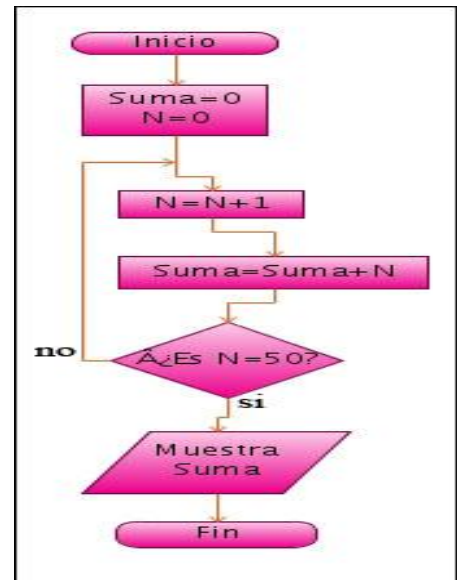 Inicio
Suma=0
N=0
N=N+1
Suma=Suma+N
no
Â¿Es N=50?
si
Muestra
Suma
Fin